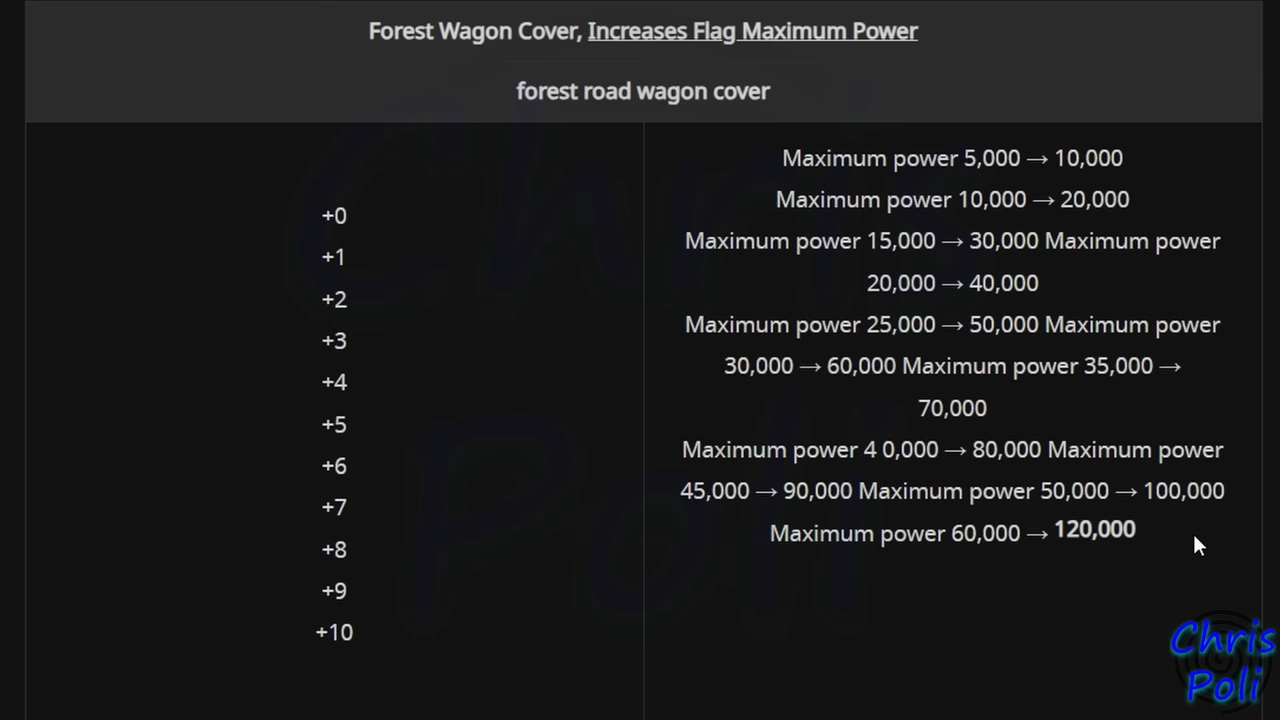 Forest Wagon Cover, Increases Flag Maximum Power
forest road wagon cover
+0
+1
+2
+3
+4
+5
+6
+7
+8
+9
+10
Maximum power 5,000 → 10,000
Maximum power 10,000 → 20,000
Maximum power 15,000 → 30,000 Maximum power
20,000 → 40,000
Maximum power 25,000 → 50,000 Maximum power
30,000 → 60,000 Maximum power 35,000 →
70,000
Maximum power 4 0,000 → 80,000 Maximum power
45,000 → 90,000 Maximum power 50,000 → 100,000
Maximum power 60,000 → 120,000
Chris
Poli
Chris
Poli